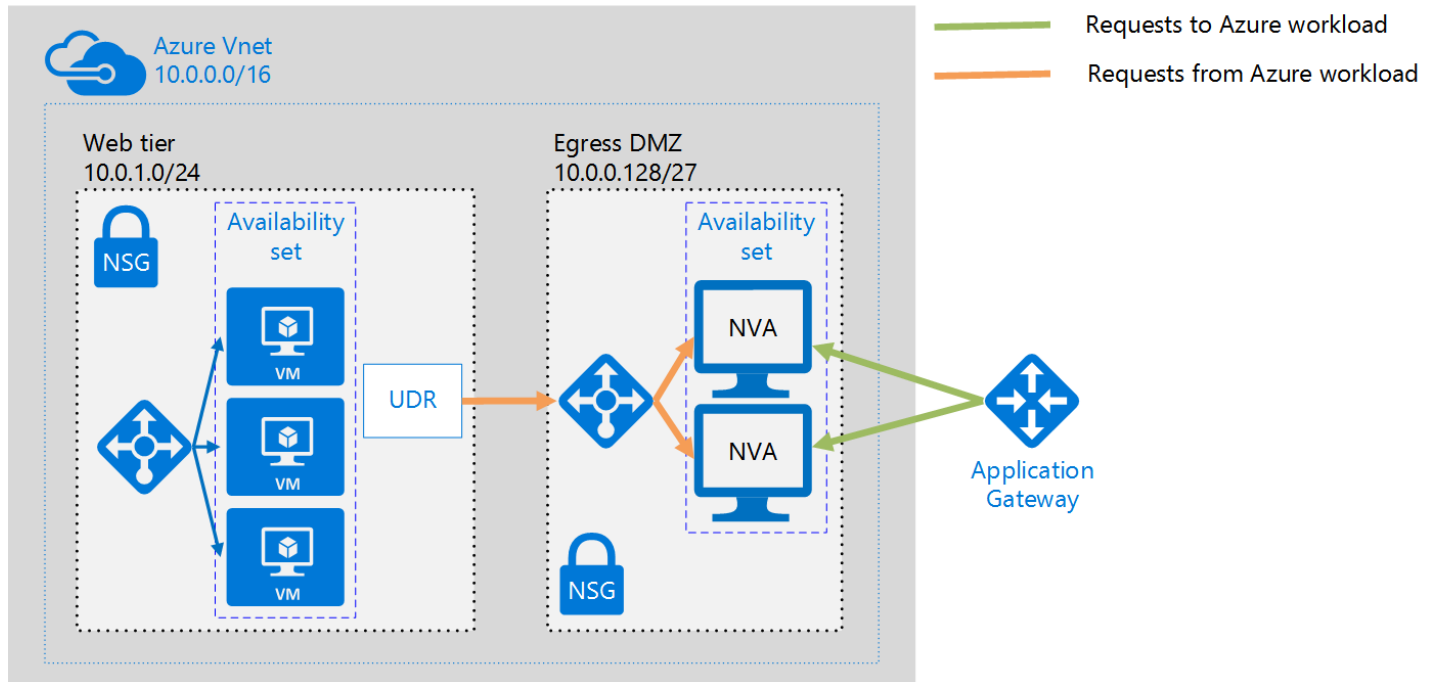 Azure Vnet
10.0.0.0/16
Requests to Azure workload
Requests from Azure workload
Web tier
10.0.1.0/24
NSG
Availability
set
VM
VM
VM
UDR
Egress DMZ
10.0.0.128/27
Availability
set
NVA
NVA
NSG
Application
Gateway